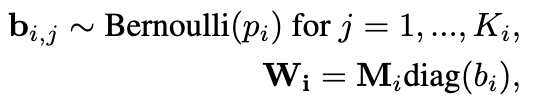 b_{i,j} ∼ Bernoulli(p_i) for j = 1, ..., K_i,
W_i = M_i diag(b_i),